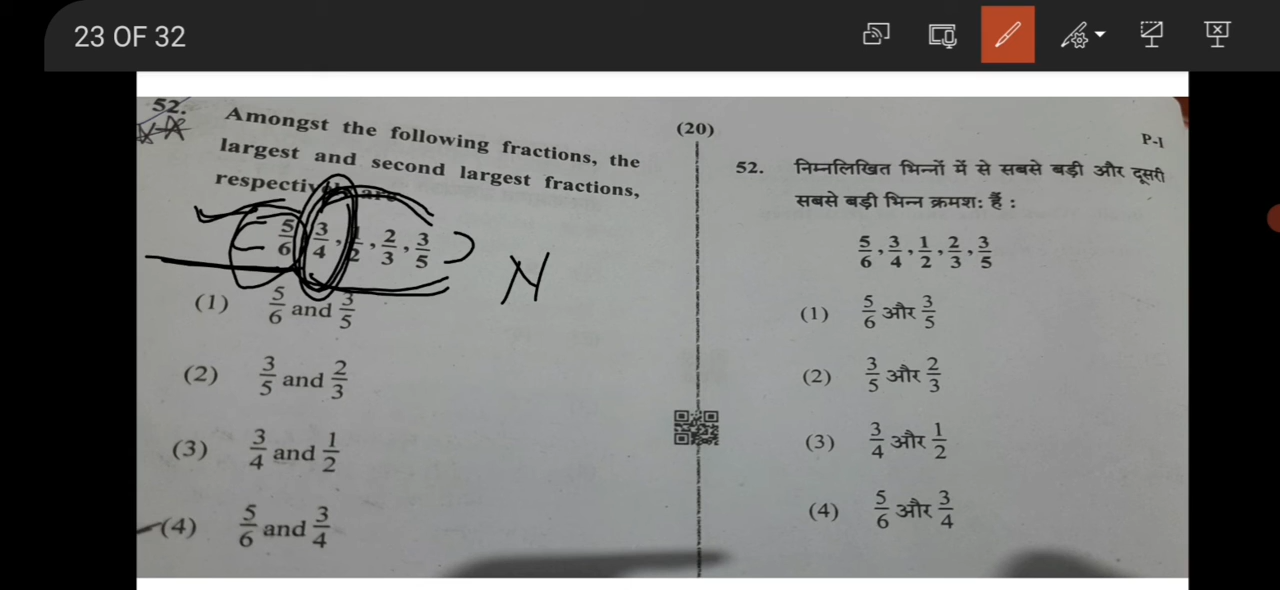 23 OF 32
52.
Amongst the following fractions, the
largest and second largest fractions,
5/6, 3/4, 1/2, 2/3, 3/5
N
(1) 5/6 and 3/5
(2) 3/5 and 2/3
(3) 3/4 and 1/2
(4) 5/6 and 3/4
(20)
P-I
52. निम्नलिखित भिन्नों में से सबसे बड़ी और दूसरी
सबसे बड़ी भिन्न क्रमशः हैं :
5/6, 3/4, 1/2, 2/3, 3/5
(1) 5/6 और 3/5
(2) 3/5 और 2/3
(3) 3/4 और 1/2
(4) 5/6 और 3/4